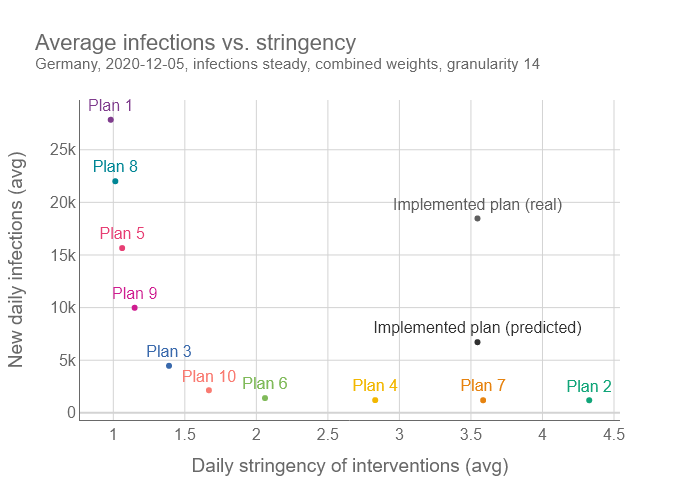 Average infections vs. stringency
Germany, 2020-12-05, infections steady, combined weights, granularity 14
New daily infections (avg)
25k
20k
15k
10k
5k
0
Plan 1
Plan 8
Plan 5
Plan 9
Plan 3
Plan 10
Plan 6
Plan 4
Plan 7
Plan 2
Implemented plan (real)
Implemented plan (predicted)
1
1.5
2
2.5
3
3.5
4
4.5
Daily stringency of interventions (avg)